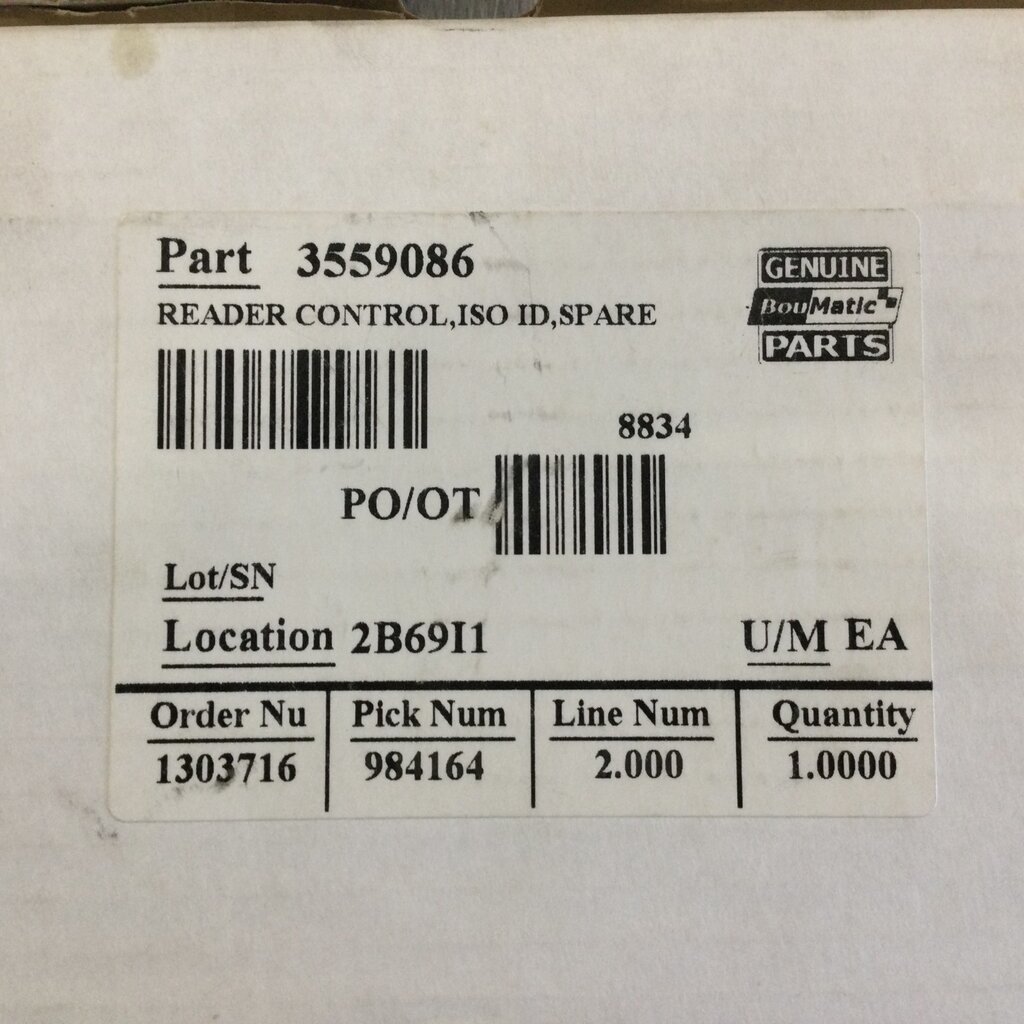 Part 3559086
READER CONTROL,ISO ID,SPARE
GENUINE
BouMatic
PARTS
8834
PO/OT
Lot/SN
Location 2B69I1
U/M EA
Order Nu Pick Num Line Num Quantity
1303716 984164 2.000 1.0000